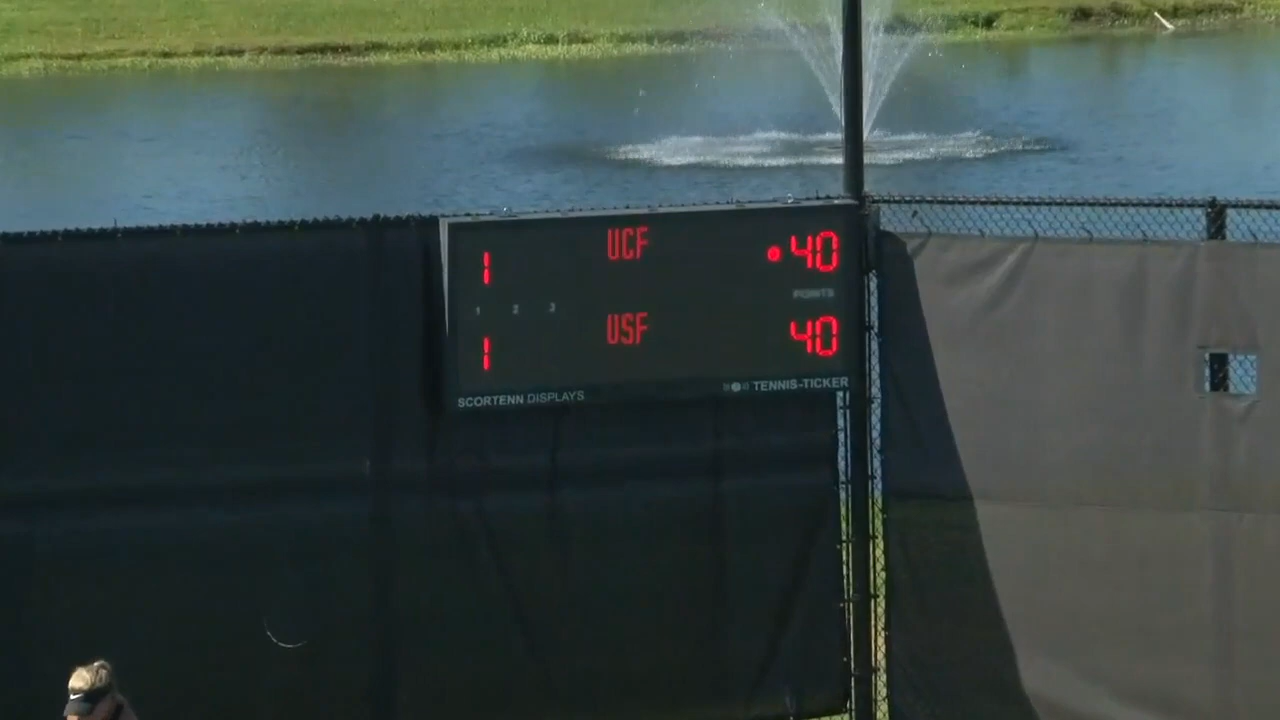 1 UCF 40
1 2 3 POINTS
1 USF 40
SCORTENN DISPLAYS TENNIS-TICKER